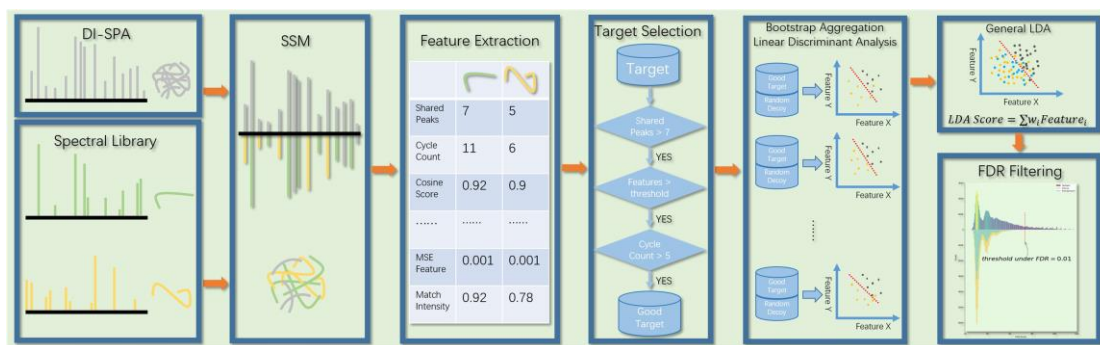 DI-SPA
Spectral Library
SSM
Feature Extraction
Shared
Peaks
7
5
Cycle
Count
11
6
Cosine
Score
0.92
0.9
......
......
......
MSE
Feature
0.001
0.001
Match
Intensity
0.92
0.78
Target Selection
Target
Shared
Peaks > 7
YES
Features >
threshold
YES
Cycle
Count > 5
YES
Good
Target
Bootstrap Aggregation
Linear Discriminant Analysis
Good
Target
Random
Decoy
Feature Y
Feature X
Good
Target
Random
Decoy
Feature Y
Feature X
......
Good
Target
Random
Decoy
Feature Y
Feature X
General LDA
Feature Y
Feature X
LDA Score = ∑wᵢFeatureᵢ
FDR Filtering
threshold under FDR = 0.01